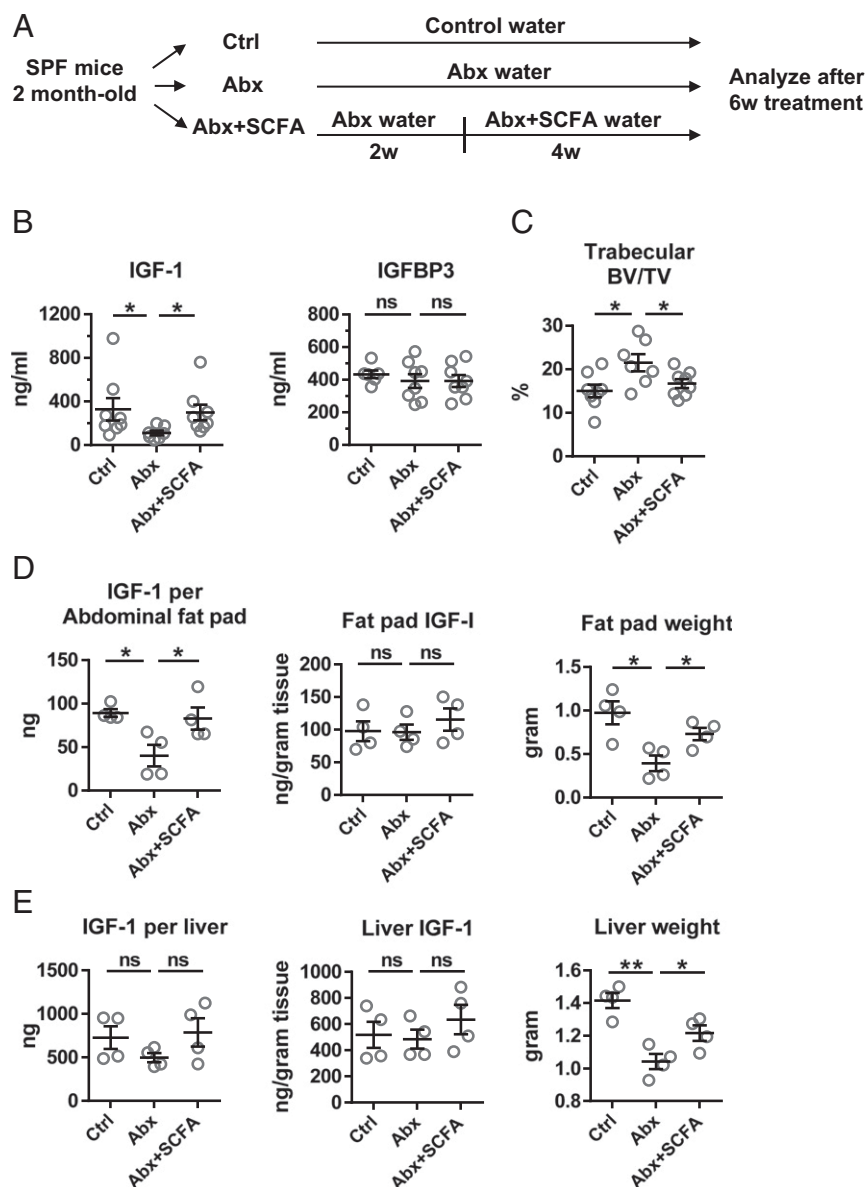 A
SPF mice
2 month-old
Ctrl
Control water
Abx
Abx water
Abx+SCFA
Abx water
Abx+SCFA water
2w
4w
Analyze after
6w treatment
B
IGF-1
ng/ml
1200
800
400
0
*
*
Ctrl
Abx
Abx+SCFA
IGFBP3
ng/ml
800
600
400
200
0
ns
ns
Ctrl
Abx
Abx+SCFA
C
Trabecular
BV/TV
%
30
20
10
0
*
*
Ctrl
Abx
Abx+SCFA
D
IGF-1 per
Abdominal fat pad
ng
150
100
50
0
*
*
Ctrl
Abx
Abx+SCFA
Fat pad IGF-I
ng/gram tissue
200
150
100
50
0
ns
ns
Ctrl
Abx
Abx+SCFA
Fat pad weight
gram
1.5
1.0
0.5
0.0
*
*
Ctrl
Abx
Abx+SCFA
E
IGF-1 per liver
ng
1500
1000
500
0
ns
ns
Ctrl
Abx
Abx+SCFA
Liver IGF-1
ng/gram tissue
1000
800
600
400
200
0
ns
ns
Ctrl
Abx
Abx+SCFA
Liver weight
gram
1.6
1.4
1.2
1.0
0.8
**
*
Ctrl
Abx
Abx+SCFA